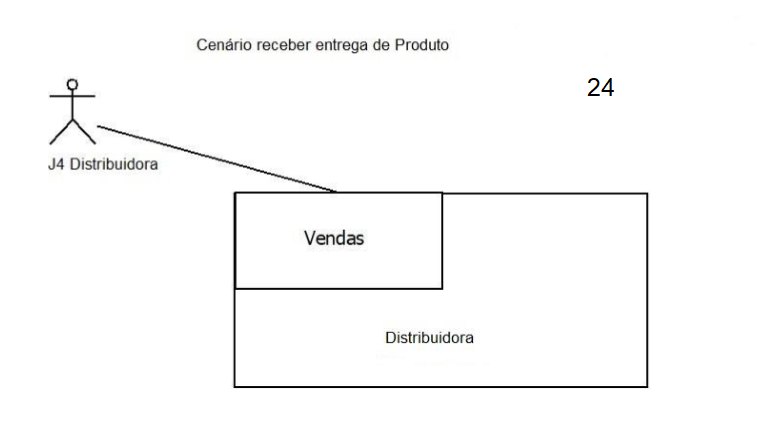 Cenário receber entrega de Produto
24
J4 Distribuidora
Vendas
Distribuidora